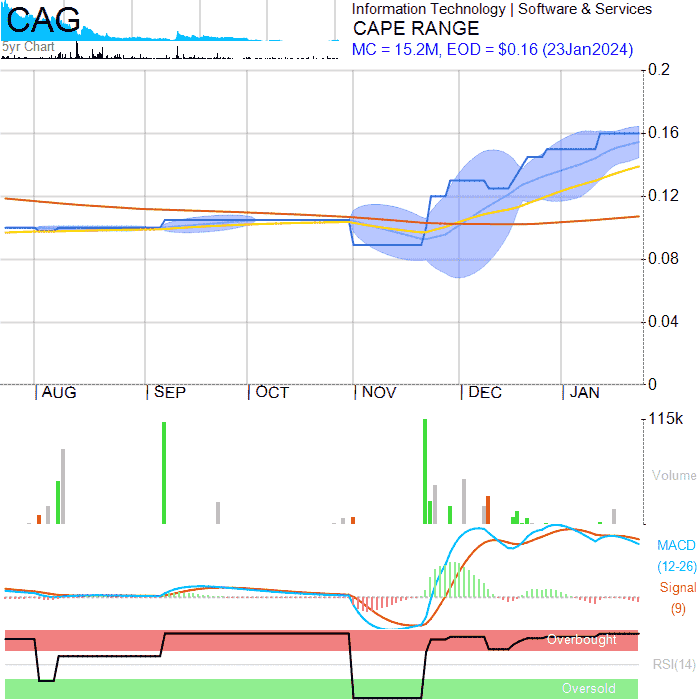 CAG
Information Technology | Software & Services
CAPE RANGE
5yr Chart
MC = 15.2M, EOD = $0.16 (23Jan2024)
0.2
0.16
0.12
0.08
0.04
0
AUG SEP OCT NOV DEC JAN
115k
Volume
MACD
(12-26)
Signal
(9)
Overbought
RSI(14)
Oversold